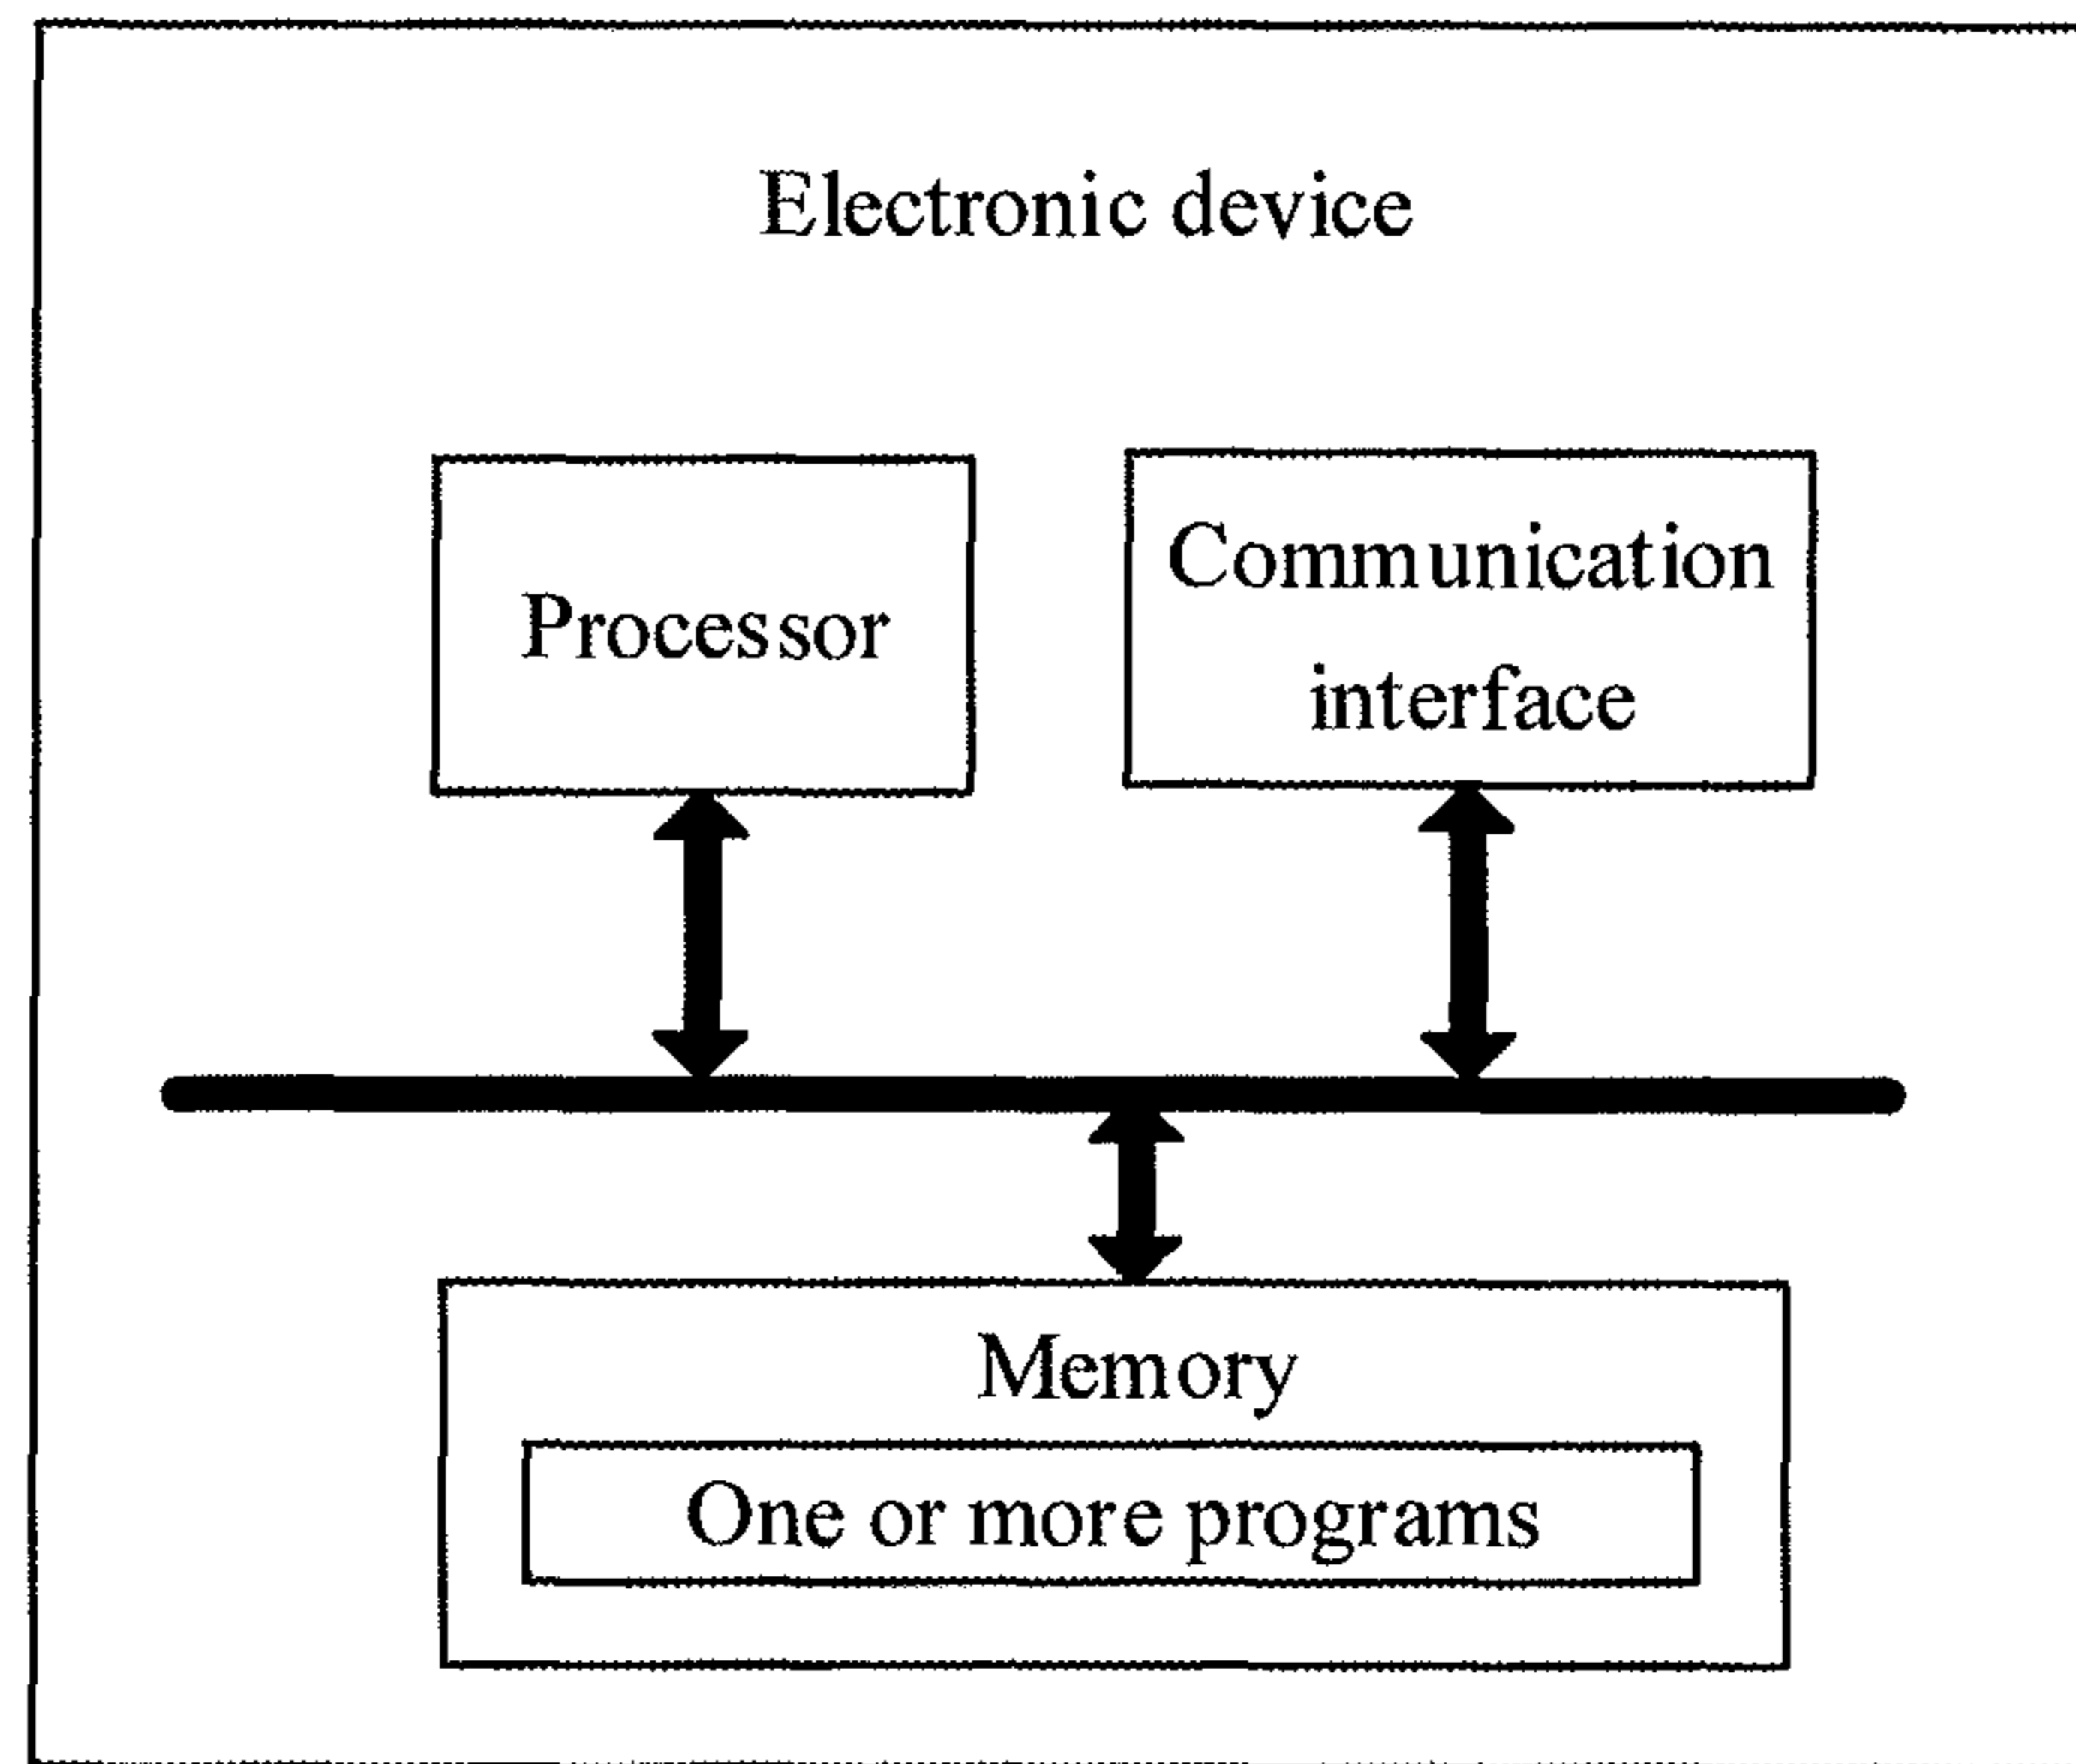 Electronic device
Processor
Communication
interface
Memory
One or more programs